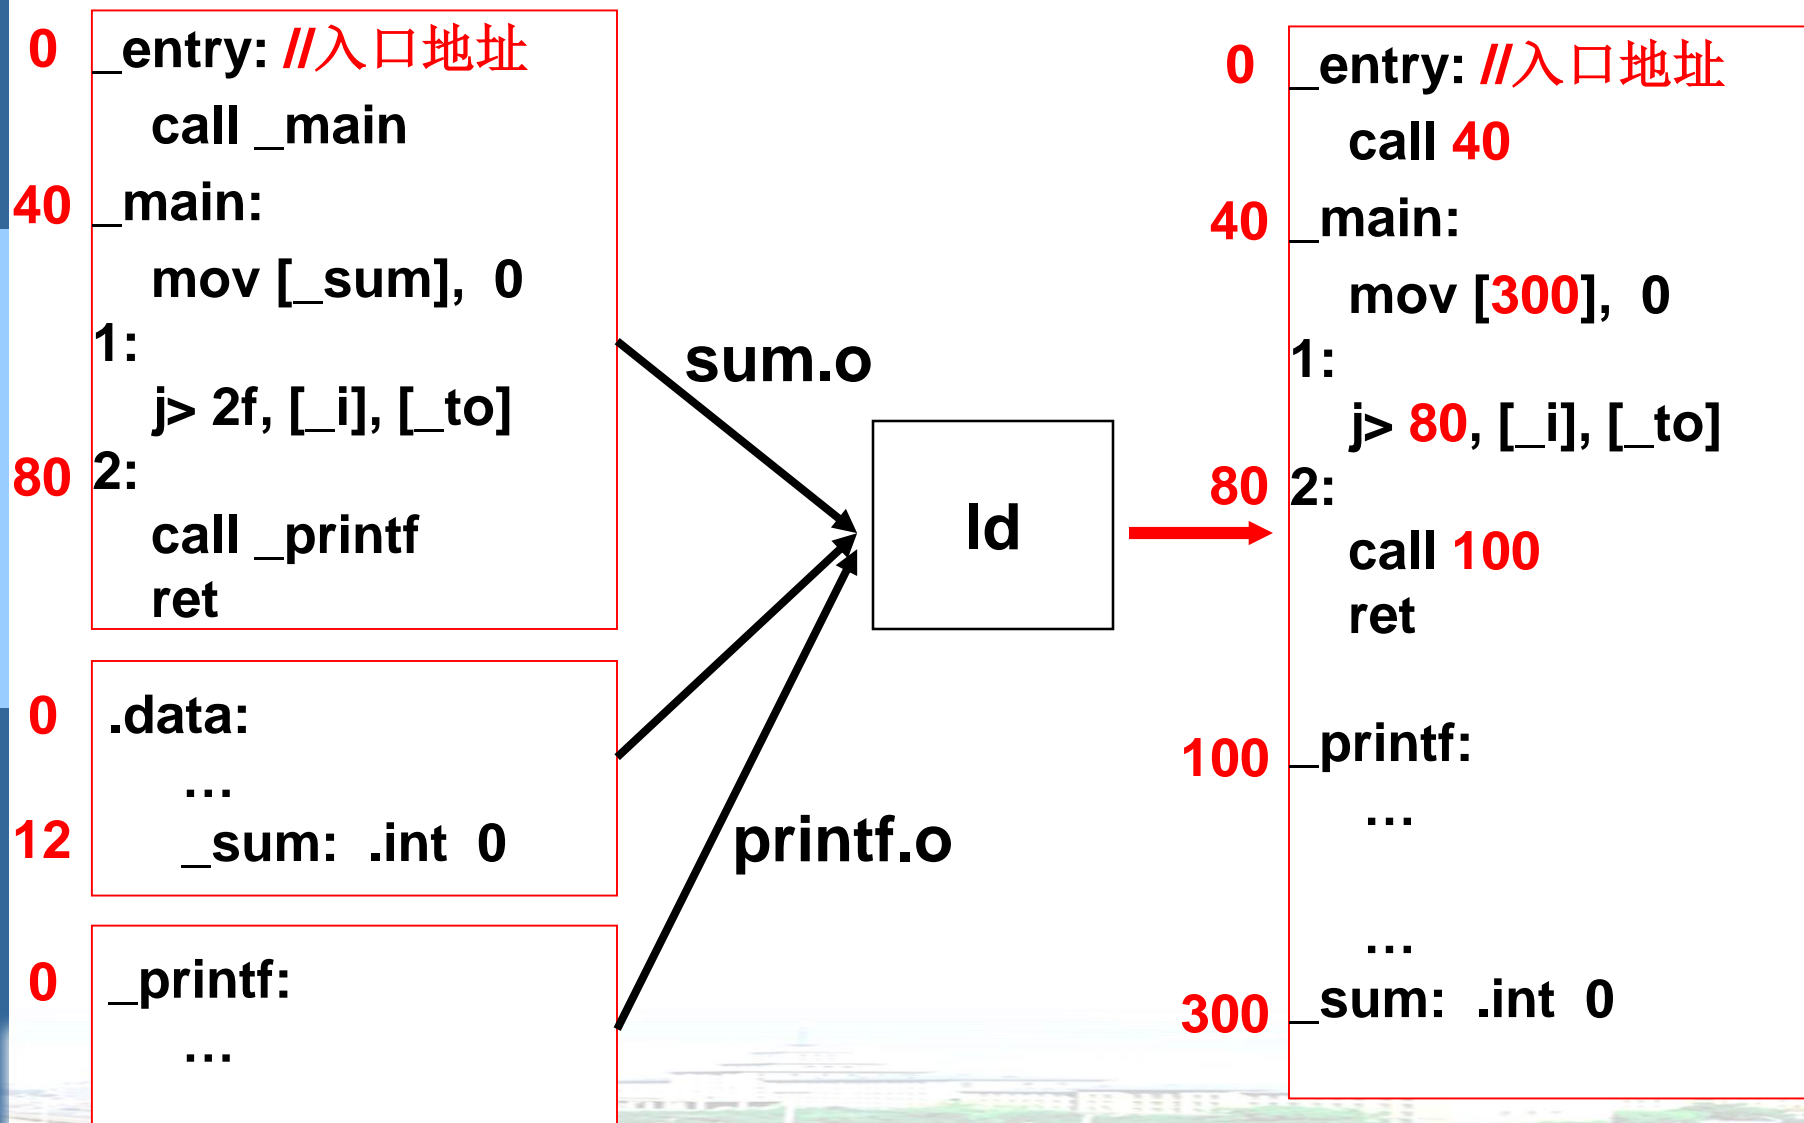 0 _entry: //入口地址
call _main
40 _main:
mov [_sum], 0
1:
j> 2f, [_i], [_to]
80 2:
call _printf
ret
0 .data:
…
12 _sum: .int 0
0 _printf:
…
sum.o
printf.o
ld
0 _entry: //入口地址
call 40
40 _main:
mov [300], 0
1:
j> 80, [_i], [_to]
80 2:
call 100
ret
100 _printf:
…
…
300 _sum: .int 0